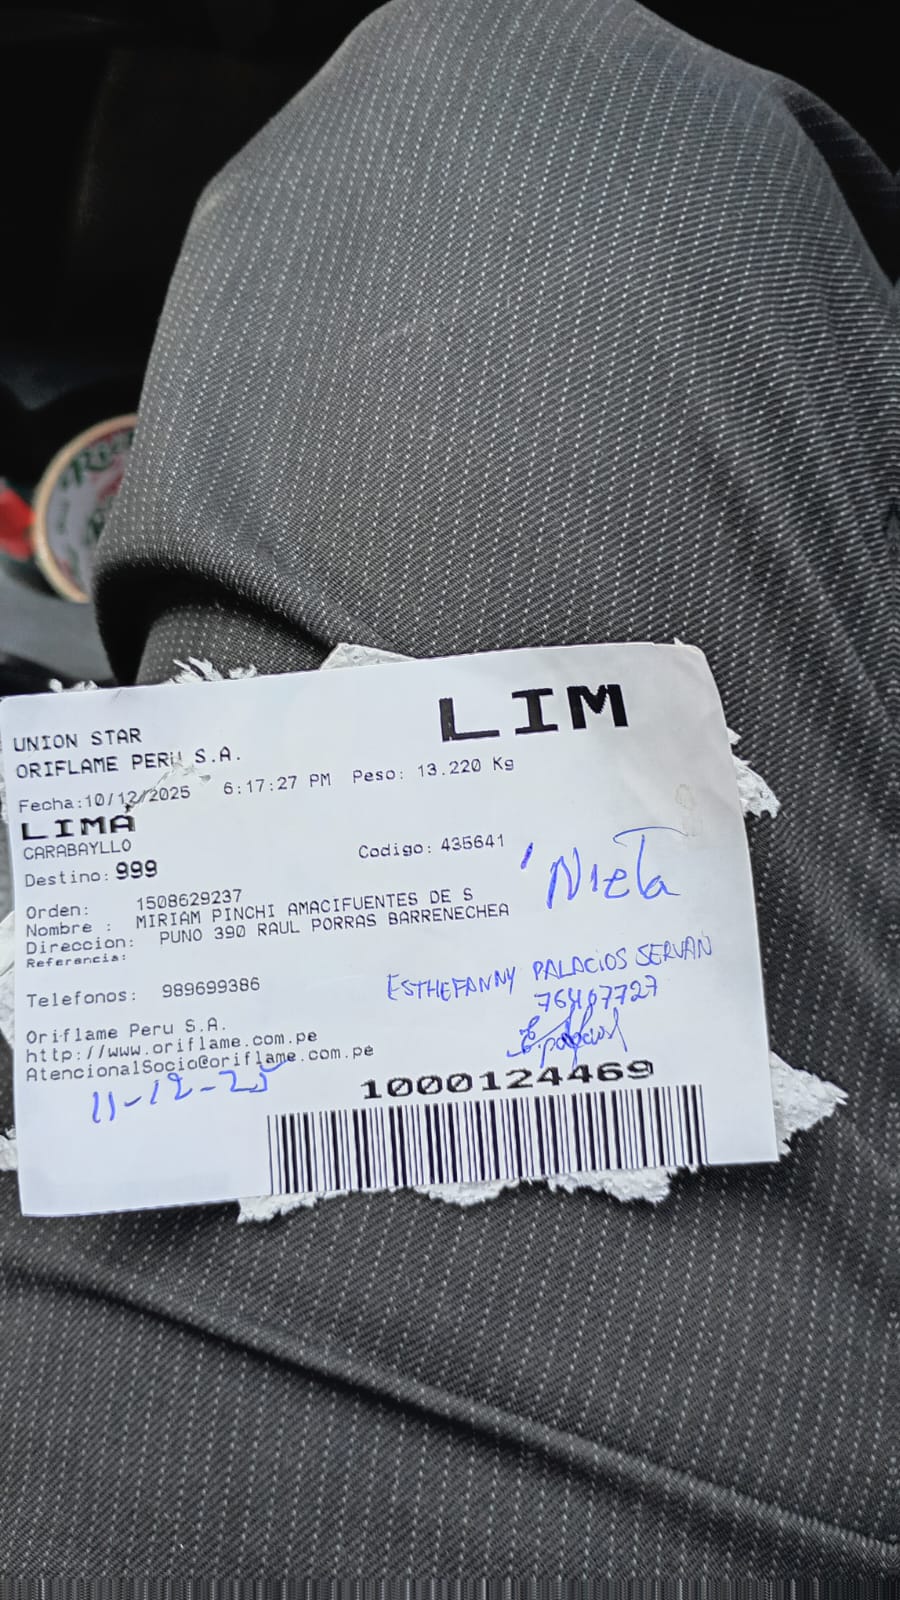 UNION STAR
ORIFLAME PERU S.A.
LIM
Fecha:10/12/2025 6:17:27 PM Peso: 13.220 Kg
LIMA
CARABAYLLO
Codigo: 435641
Destino: 999
Orden: 1508629237
Nombre : MIRIAM PINCHI AMACIFUENTES DE S
Direccion: PUNO 390 RAUL PORRAS BARRENECHEA
Referencia:
Telefonos: 989699386
Nieta
ESTHEFANNY PALACIOS SERVAN
Oriflame Peru S.A.
http://www.oriflame.com.pe
AtencionalSocio@oriflame.com.pe
11-12-25
1000124469